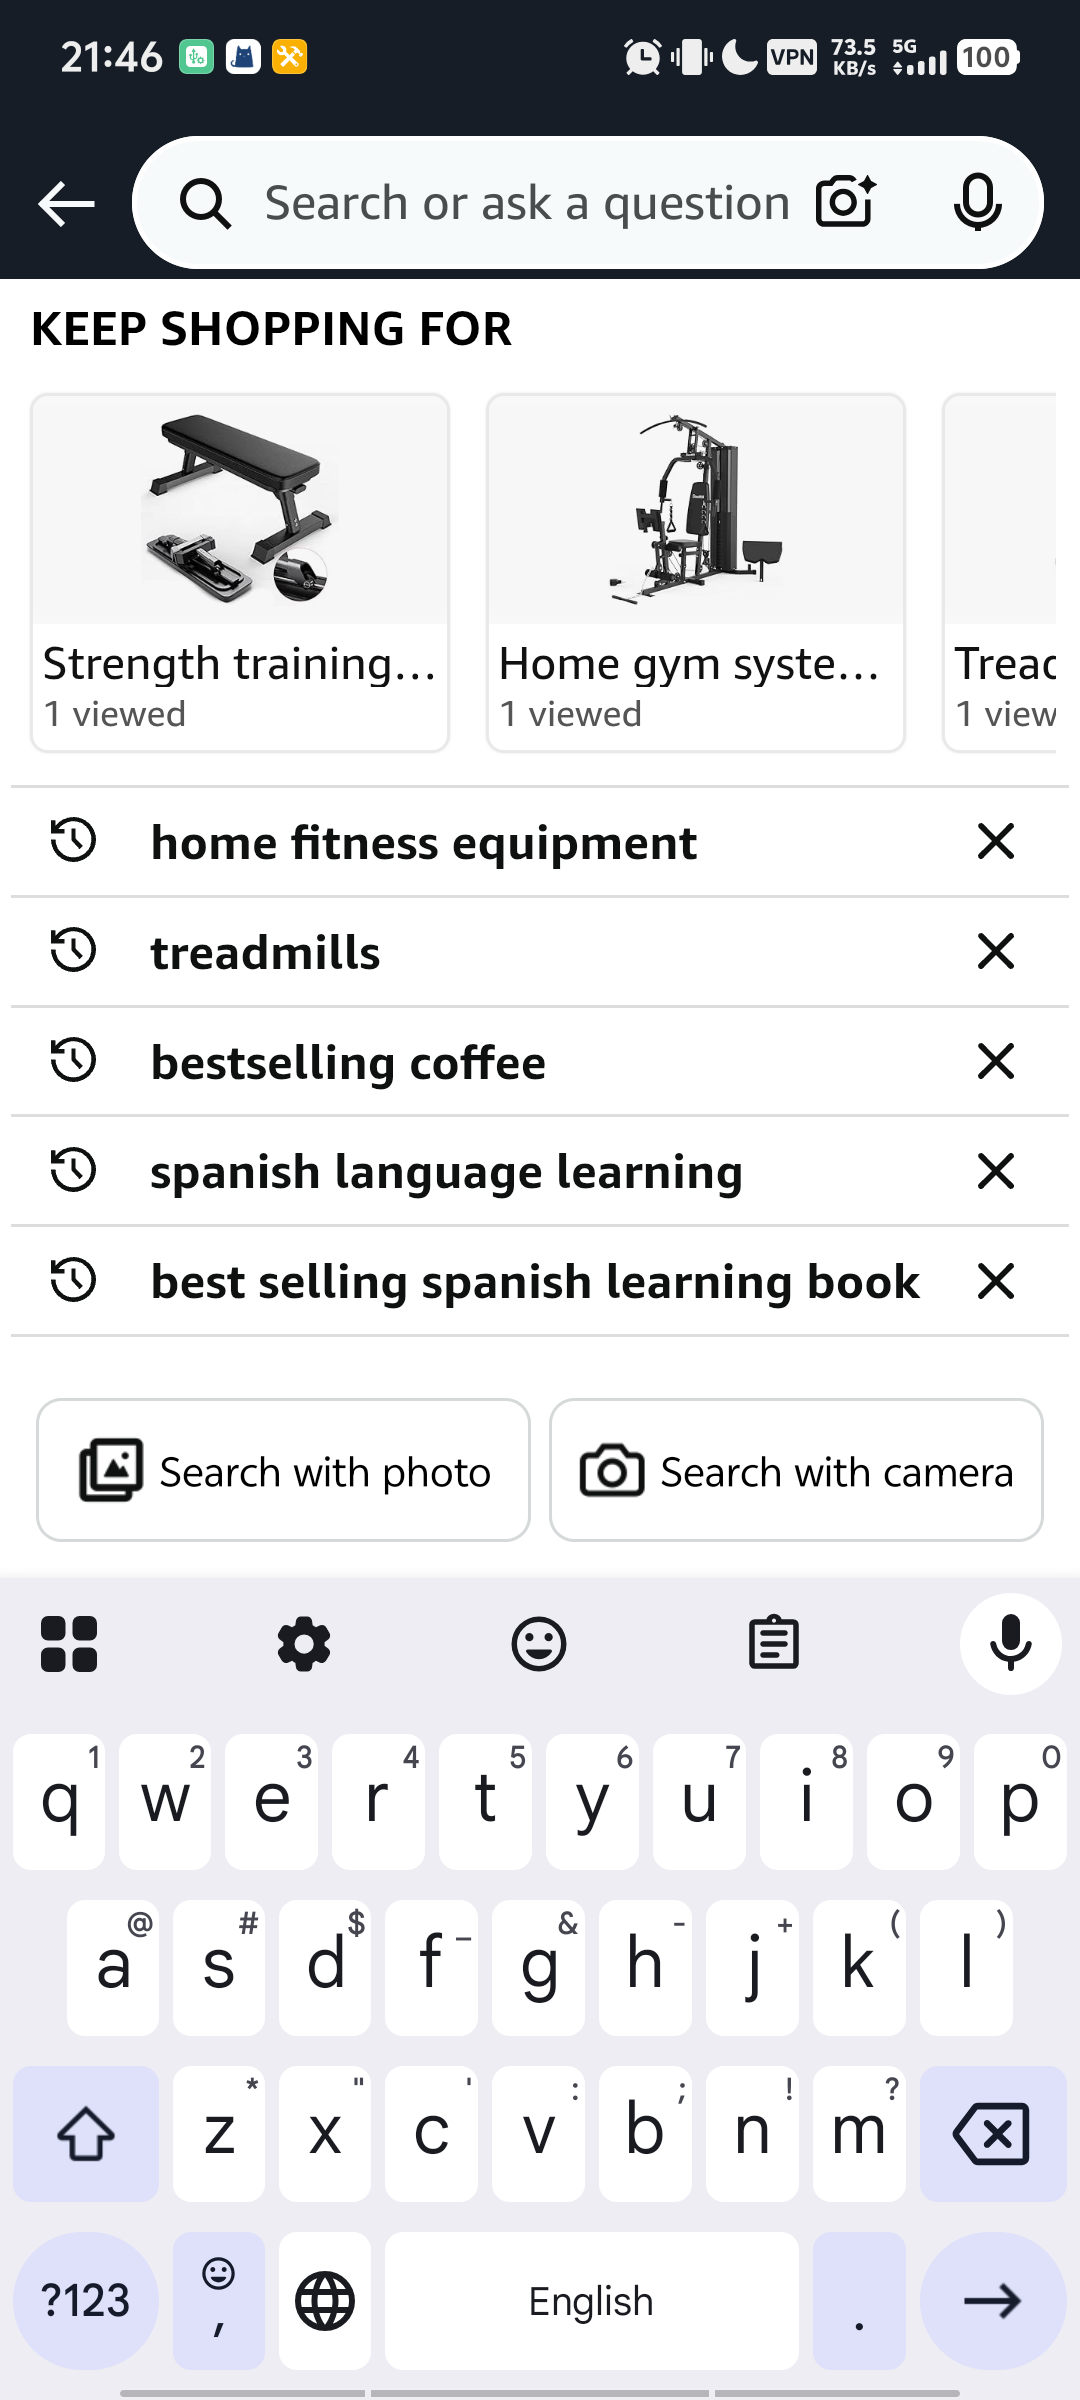 21:46 VPN 73.5 KB/s 5G 100
Search or ask a question
KEEP SHOPPING FOR
Strength training... Home gym syste... Tread
1 viewed 1 viewed 1 view
home fitness equipment
treadmills
bestselling coffee
spanish language learning
best selling spanish learning book
Search with photo Search with camera
1 2 3 4 5 6 7 8 9 0
q w e r t y u i o p
@ # $ _ & - + ( )
a s d f g h j k l
* " ' : ; ! ?
z x c v b n m
?123 , English .